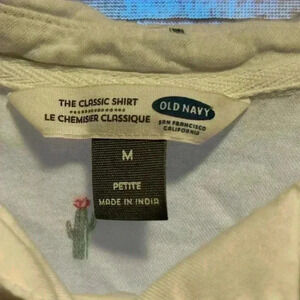 THE CLASSIC SHIRT
LE CHEMISIER CLASSIQUE
OLD NAVY
SAN FRANCISCO
CALIFORNIA
M
PETITE
MADE IN INDIA